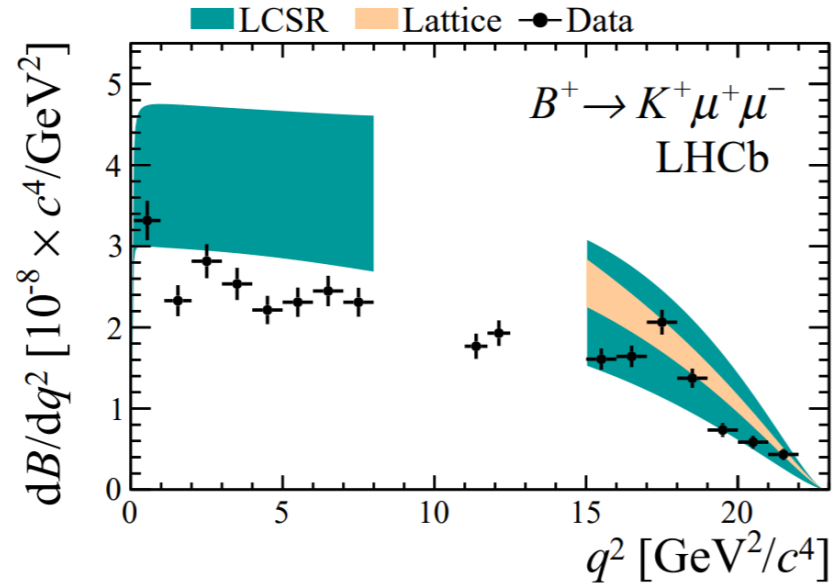 LCSR Lattice Data
B⁺ → K⁺μ⁺μ⁻
LHCb
dB/dq² [10⁻⁸ × c⁴/GeV²]
5
4
3
2
1
0
0 5 10 15 20
q² [GeV²/c⁴]